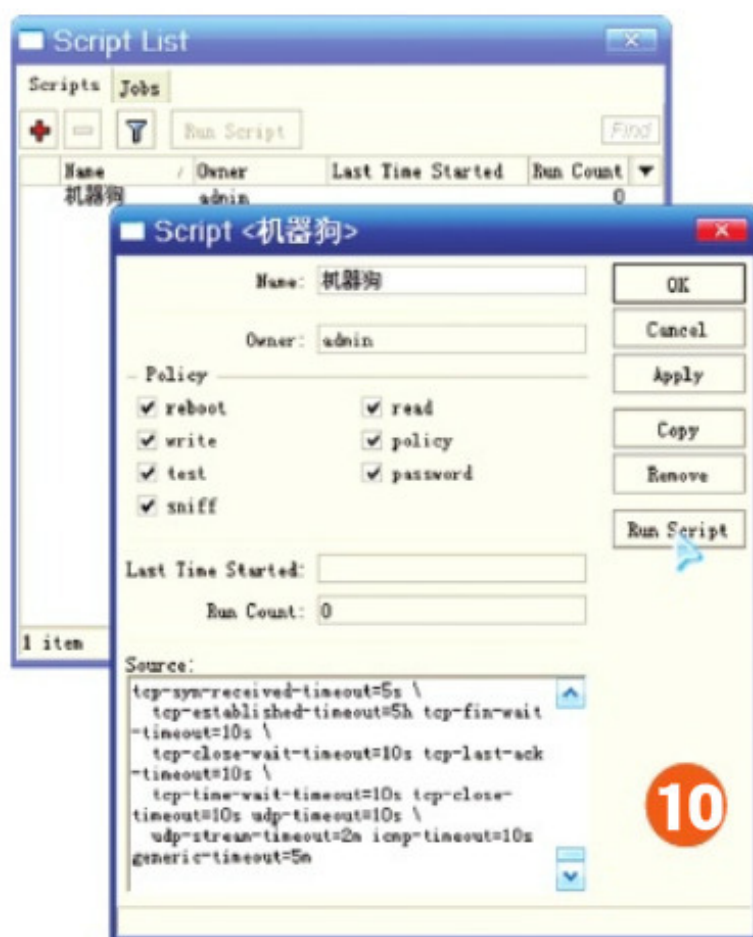 Script List
Scripts Jobs
Run Script Find
Name Owner Last Time Started Run Count
机器狗 admin 0
Script <机器狗>
Name: 机器狗 OK
Owner: admin Cancel
Policy Apply
reboot read
write policy Copy
test password Remove
sniff
Run Script
Last Time Started:
Run Count: 0
1 item
Source:
tcp-syn-received-timeout=5s \
tcp-established-timeout=5h tcp-fin-wait
-timeout=10s \
tcp-close-wait-timeout=10s tcp-last-ack
-timeout=10s \
tcp-time-wait-timeout=10s tcp-close-
timeout=10s udp-timeout=10s \
udp-stream-timeout=2m icmp-timeout=10s
generic-timeout=5m
10